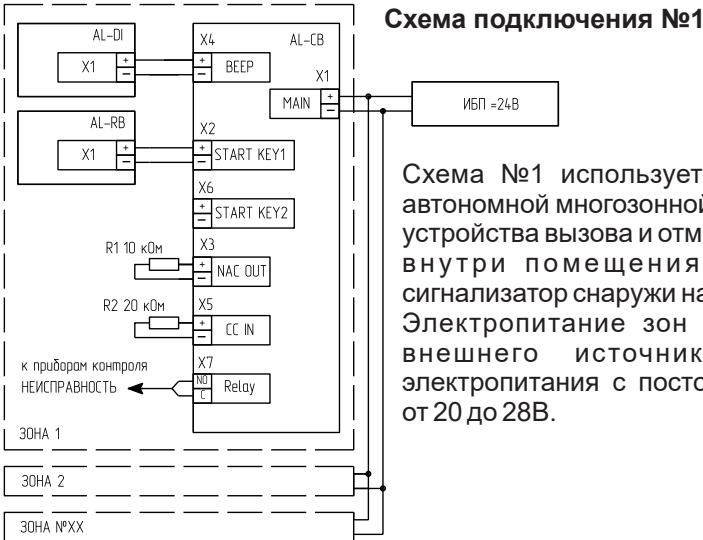 Схема подключения №1
AL-DI
X1
+
−
X4
AL-CB
+
−
BEEP
X1
MAIN
+
−
ИБП =24В
AL-RB
X1
+
−
X2
+
−
START KEY1
X6
+
−
START KEY2
R1 10 кОм
X3
+
−
NAC OUT
R2 20 кОм
X5
+
−
CC IN
к приборам контроля
НЕИСПРАВНОСТЬ
X7
NO
C
Relay
ЗОНА 1
ЗОНА 2
ЗОНА №XX
Схема №1 использует
автономной многозонной
устройства вызова и отм
внутри помещения
сигнализатор снаружи на
Электропитание зон
внешнего источник
электропитания с посто
от 20 до 28В.